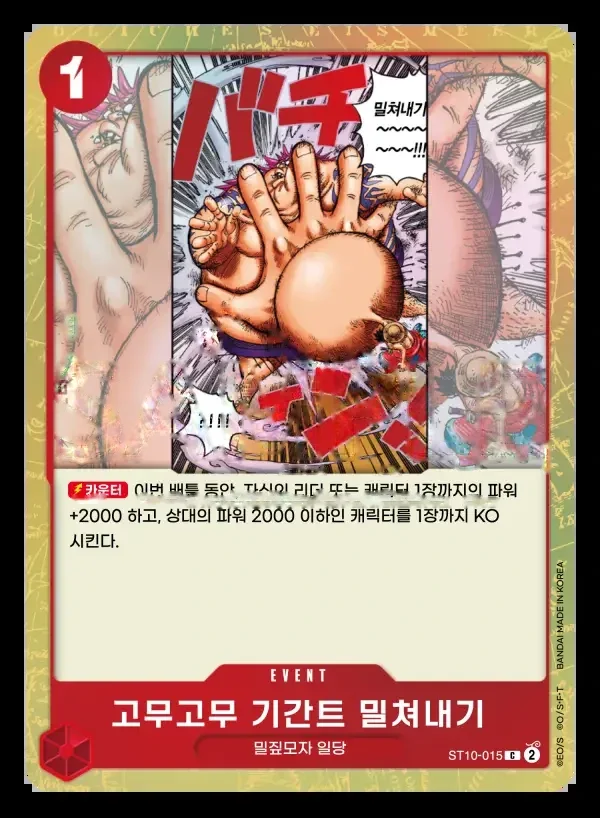 1
バチ
밀쳐내기
~~~~~
~~~!!!
?!!!
카운터 이번 배틀 동안, 자신의 리더 또는 캐릭터 1장까지의 파워
+2000 하고, 상대의 파워 2000 이하인 캐릭터를 1장까지 KO
시킨다.
EVENT
고무고무 기간트 밀쳐내기
밀짚모자 일당
ST10-015 C 2
©E/S ©O/S·F·T BANDAI MADE IN KOREA